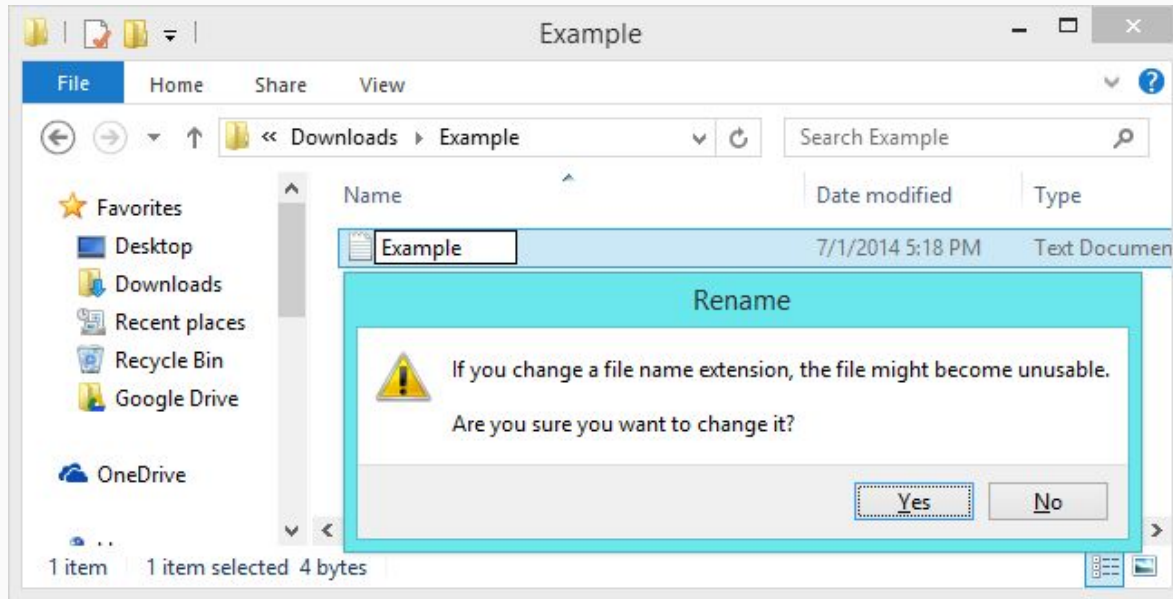 Example
File Home Share View
« Downloads Example Search Example
Name Date modified Type
Favorites
Example 7/1/2014 5:18 PM Text Documen
Desktop
Downloads
Rename
Recent places
Recycle Bin
If you change a file name extension, the file might become unusable.
Google Drive
Are you sure you want to change it?
OneDrive
Yes No
1 item 1 item selected 4 bytes